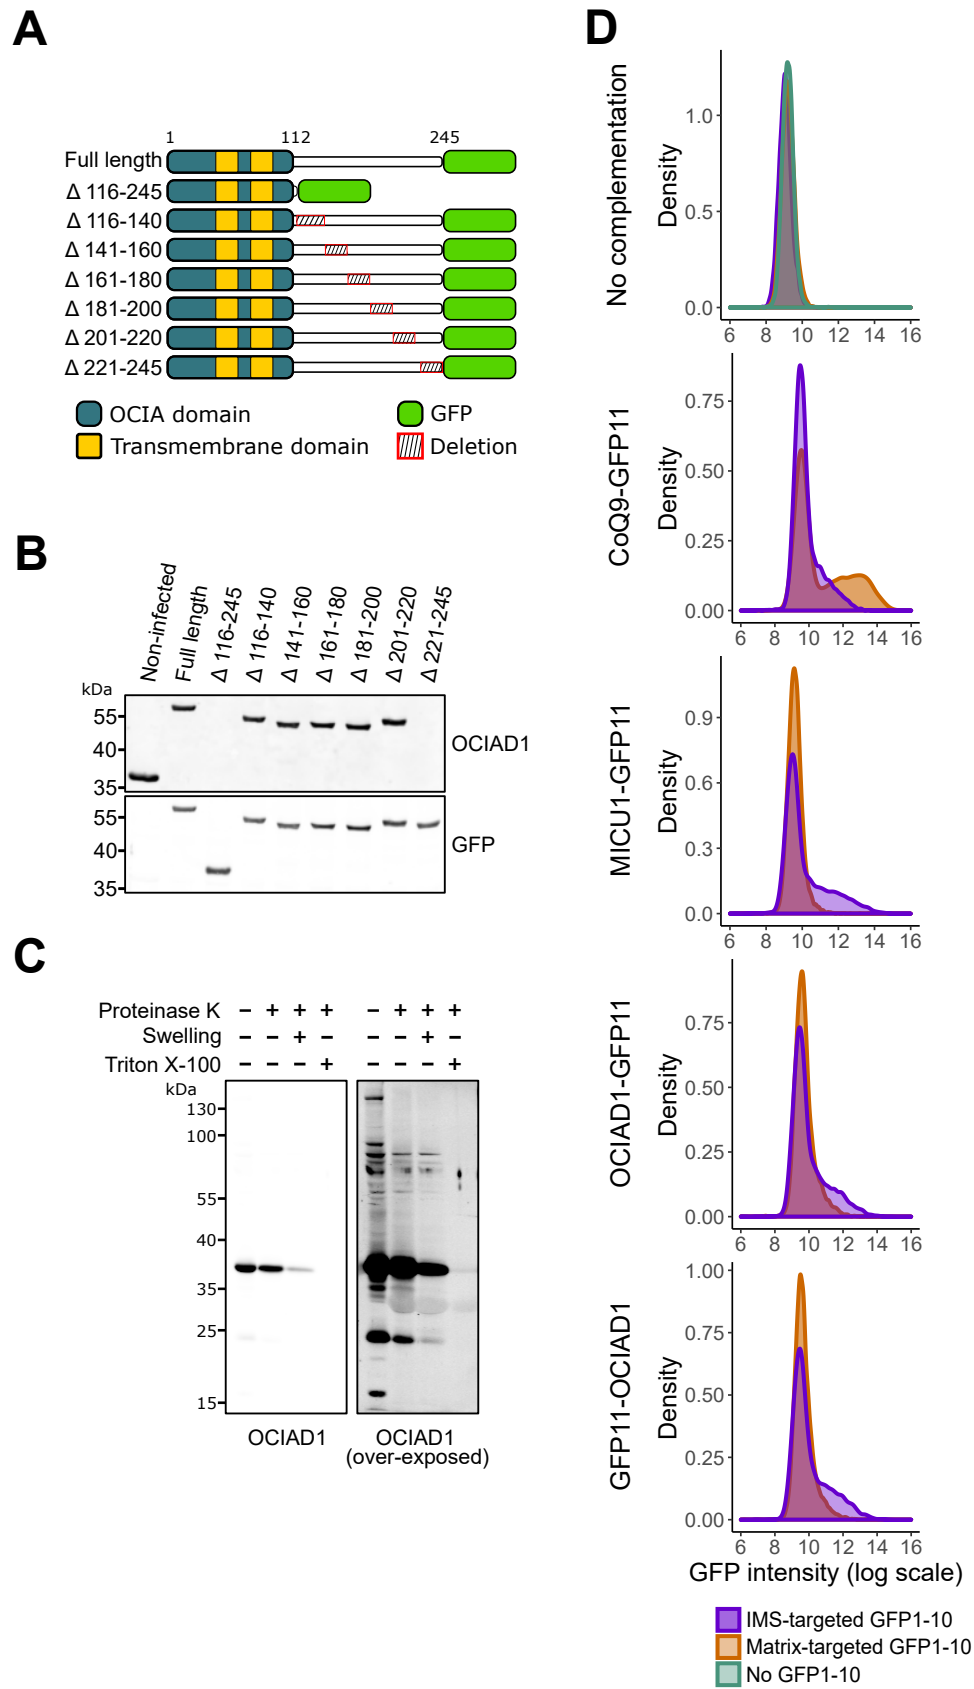 A
1 112 245
Full length
Δ 116-245
Δ 116-140
Δ 141-160
Δ 161-180
Δ 181-200
Δ 201-220
Δ 221-245
OCIA domain
GFP
Transmembrane domain
Deletion
B
Non-infected
Full length
Δ 116-245
Δ 116-140
Δ 141-160
Δ 161-180
Δ 181-200
Δ 201-220
Δ 221-245
kDa
55
40
35
OCIAD1
55
40
35
GFP
C
Proteinase K − + + + − + + +
Swelling − − + − − − + −
Triton X-100 − − − + − − − +
kDa
130
100
55
40
35
25
15
OCIAD1
OCIAD1
(over-exposed)
D
No complementation
Density
1.0
0.5
0.0
6 8 10 12 14 16
CoQ9-GFP11
Density
0.75
0.50
0.25
0.00
6 8 10 12 14 16
MICU1-GFP11
Density
0.9
0.6
0.3
0.0
6 8 10 12 14 16
OCIAD1-GFP11
Density
0.75
0.50
0.25
0.00
6 8 10 12 14 16
GFP11-OCIAD1
Density
1.00
0.75
0.50
0.25
0.00
6 8 10 12 14 16
GFP intensity (log scale)
IMS-targeted GFP1-10
Matrix-targeted GFP1-10
No GFP1-10